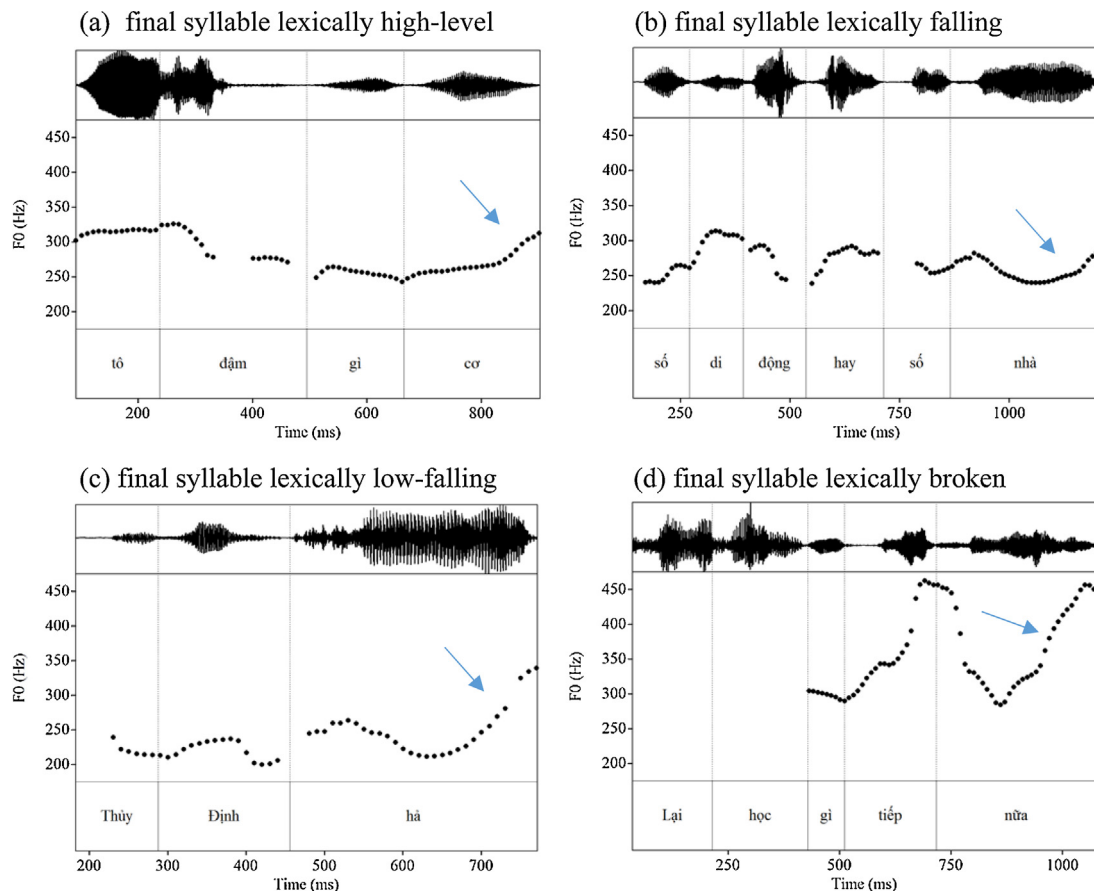 (a) final syllable lexically high-level
F0 (Hz)
450
400
350
300
250
200
tô đậm gì cơ
200 400 600 800
Time (ms)
(b) final syllable lexically falling
F0 (Hz)
450
400
350
300
250
200
số di động hay số nhà
250 500 750 1000
Time (ms)
(c) final syllable lexically low-falling
F0 (Hz)
450
400
350
300
250
200
Thùy Định hả
200 300 400 500 600 700
Time (ms)
(d) final syllable lexically broken
F0 (Hz)
450
400
350
300
250
200
Lại học gì tiếp nữa
250 500 750 1000
Time (ms)